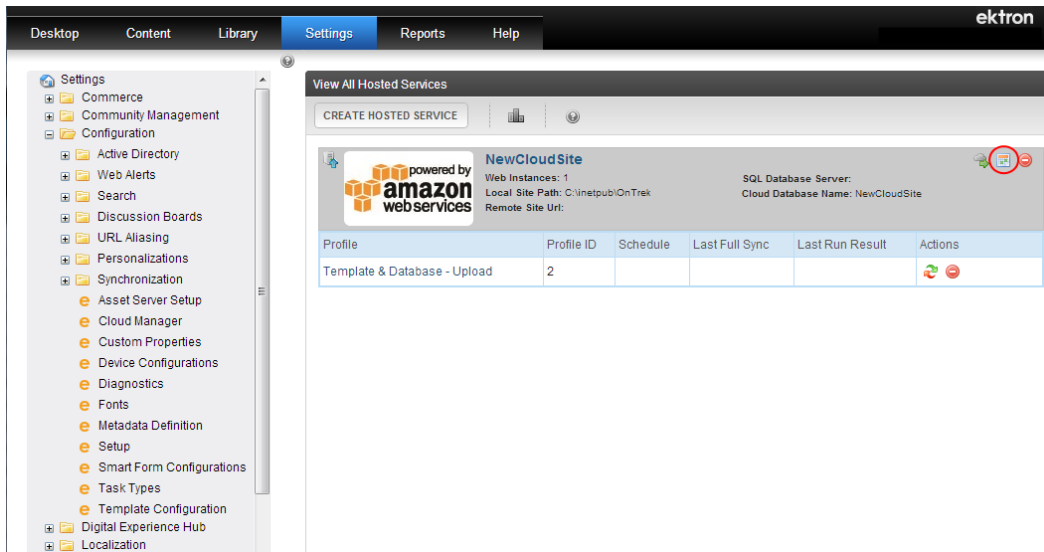 ektron
Desktop Content Library Settings Reports Help
Settings
Commerce
Community Management
Configuration
Active Directory
Web Alerts
Search
Discussion Boards
URL Aliasing
Personalizations
Synchronization
Asset Server Setup
Cloud Manager
Custom Properties
Device Configurations
Diagnostics
Fonts
Metadata Definition
Setup
Smart Form Configurations
Task Types
Template Configuration
Digital Experience Hub
Localization
View All Hosted Services
CREATE HOSTED SERVICE
powered by
amazon
webservices
NewCloudSite
Web Instances: 1 SQL Database Server:
Local Site Path: C:\inetpub\OnTrek Cloud Database Name: NewCloudSite
Remote Site Url:
Profile Profile ID Schedule Last Full Sync Last Run Result Actions
Template & Database - Upload 2